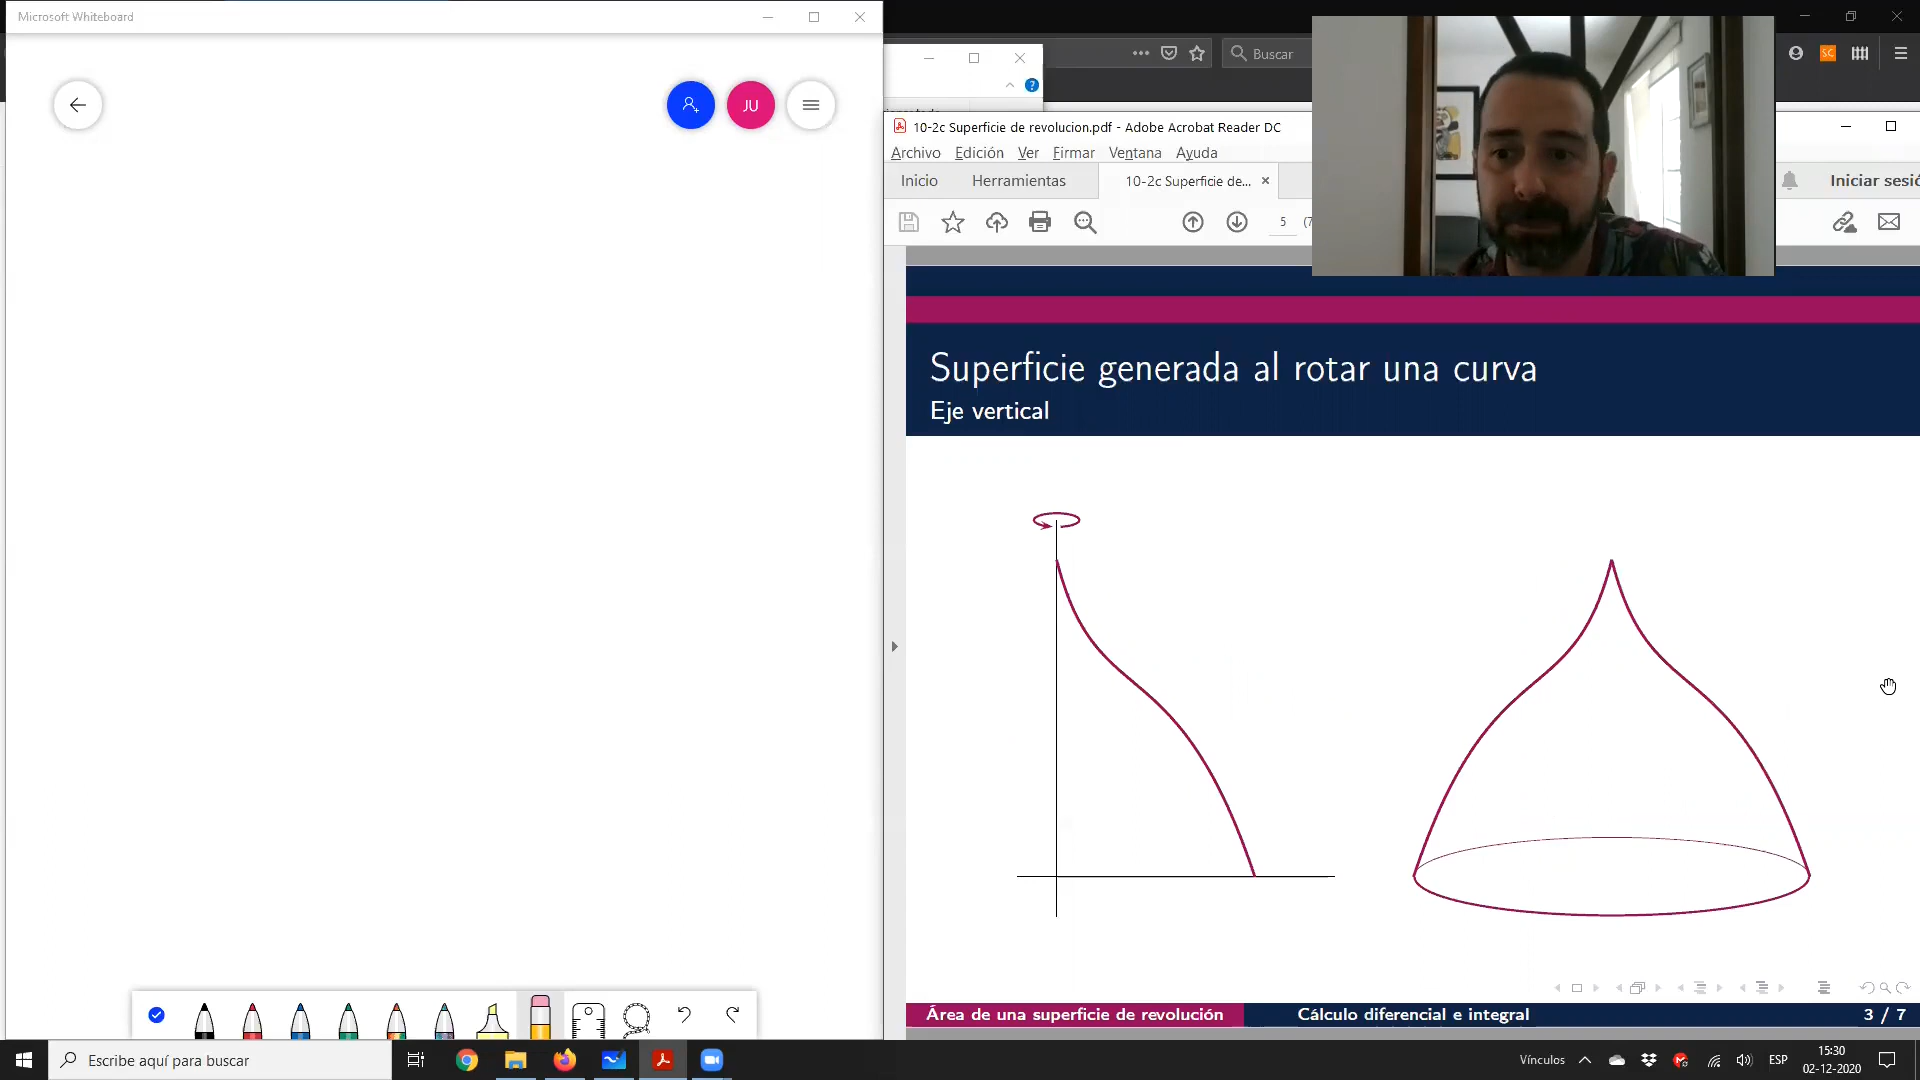 Microsoft Whiteboard
JU
Buscar
SC
10-2c Superficie de revolucion.pdf - Adobe Acrobat Reader DC
Archivo Edición Ver Firmar Ventana Ayuda
Inicio Herramientas 10-2c Superficie de... × Iniciar sesió
5 (7
Superficie generada al rotar una curva
Eje vertical
Área de una superficie de revolución Cálculo diferencial e integral 3 / 7
Escribe aquí para buscar
Vínculos ESP 15:30
02-12-2020